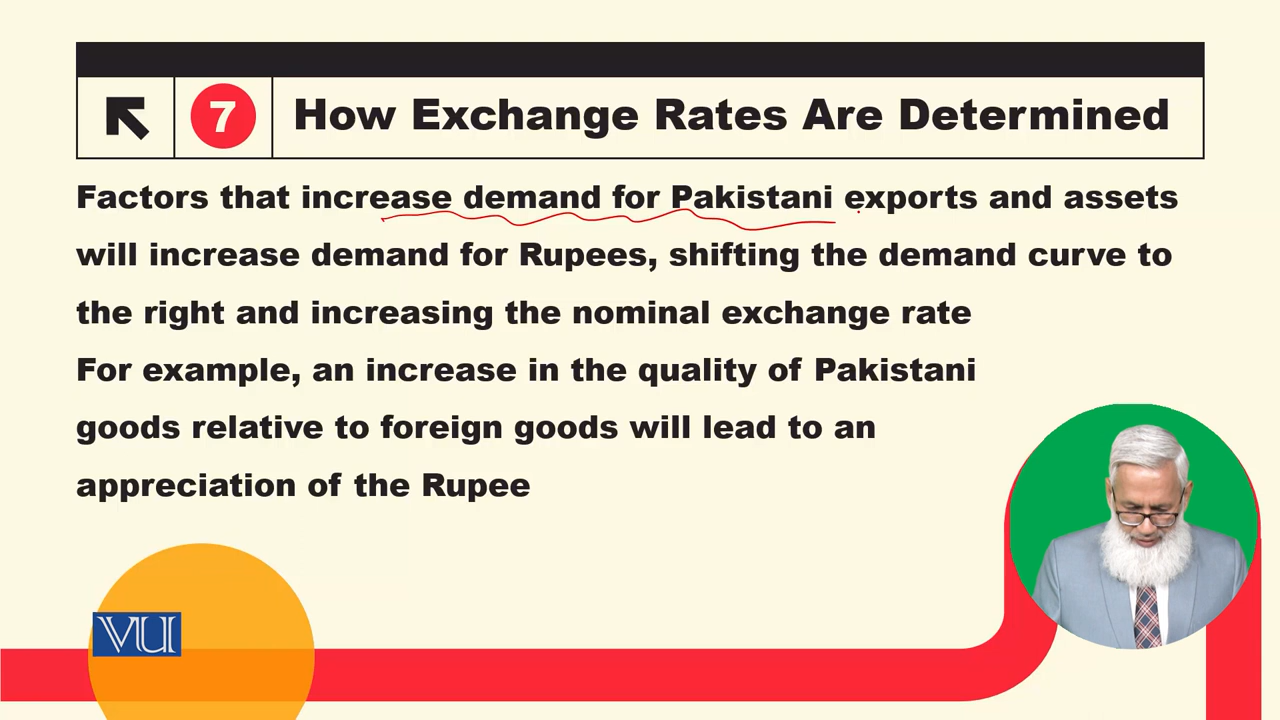 7
How Exchange Rates Are Determined
Factors that increase demand for Pakistani exports and assets
will increase demand for Rupees, shifting the demand curve to
the right and increasing the nominal exchange rate
For example, an increase in the quality of Pakistani
goods relative to foreign goods will lead to an
appreciation of the Rupee
VU